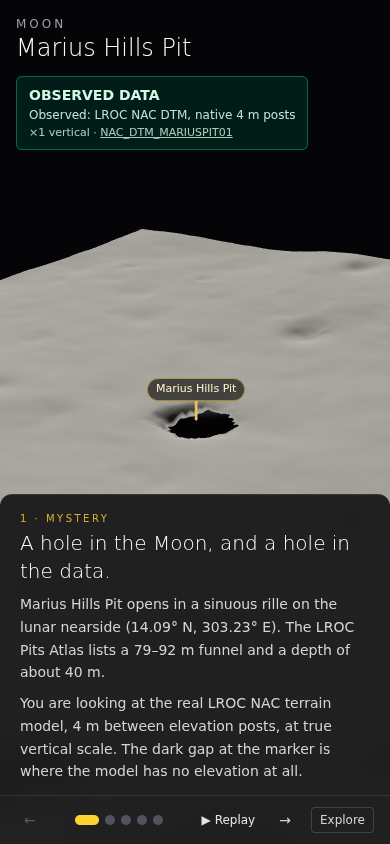 MOON
Marius Hills Pit
OBSERVED DATA
Observed: LROC NAC DTM, native 4 m posts
×1 vertical · NAC_DTM_MARIUSPIT01
Marius Hills Pit
1 · MYSTERY
A hole in the Moon, and a hole in
the data.
Marius Hills Pit opens in a sinuous rille on the
lunar nearside (14.09° N, 303.23° E). The LROC
Pits Atlas lists a 79–92 m funnel and a depth of
about 40 m.
You are looking at the real LROC NAC terrain
model, 4 m between elevation posts, at true
vertical scale. The dark gap at the marker is
where the model has no elevation at all.
← ▶ Replay → Explore